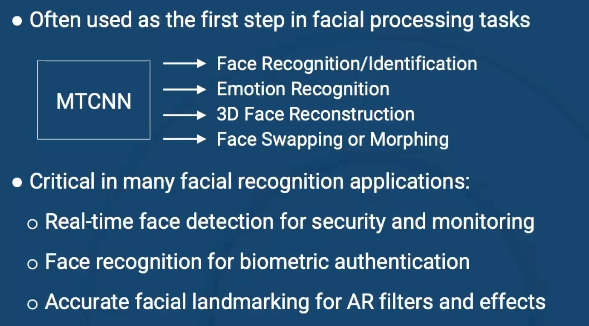 ● Often used as the first step in facial processing tasks
MTCNN
Face Recognition/Identification
Emotion Recognition
3D Face Reconstruction
Face Swapping or Morphing
● Critical in many facial recognition applications:
○ Real-time face detection for security and monitoring
○ Face recognition for biometric authentication
○ Accurate facial landmarking for AR filters and effects